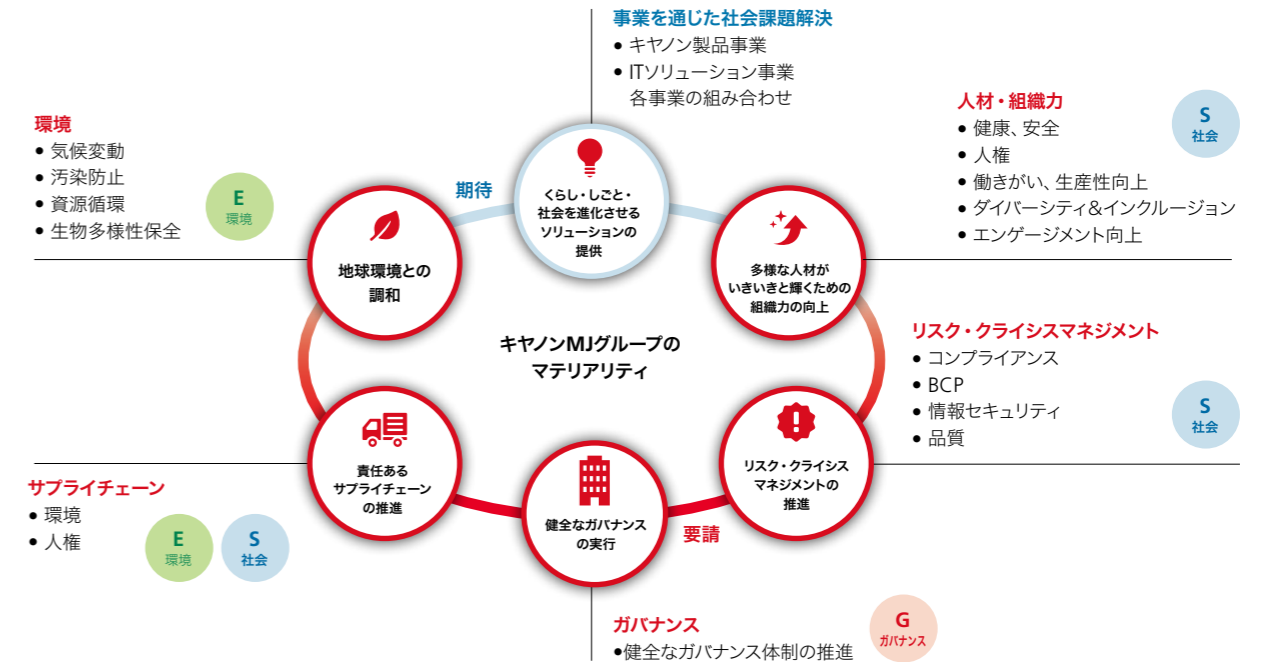 事業を通じた社会課題解決
• キヤノン製品事業
• ITソリューション事業
各事業の組み合わせ
環境
• 気候変動
• 汚染防止
• 資源循環
• 生物多様性保全
E
環境
人材・組織力
• 健康、安全
• 人権
• 働きがい、生産性向上
• ダイバーシティ&インクルージョン
• エンゲージメント向上
S
社会
期待
くらし・しごと・
社会を進化させる
ソリューションの
提供
地球環境との
調和
多様な人材が
いきいきと輝くための
組織力の向上
キヤノンMJグループの
マテリアリティ
リスク・クライシスマネジメント
• コンプライアンス
• BCP
• 情報セキュリティ
• 品質
S
社会
責任ある
サプライチェーン
の推進
健全なガバナンス
の実行
リスク・クライシス
マネジメントの
推進
要請
サプライチェーン
• 環境
• 人権
E
環境
S
社会
ガバナンス
•健全なガバナンス体制の推進
G
ガバナンス